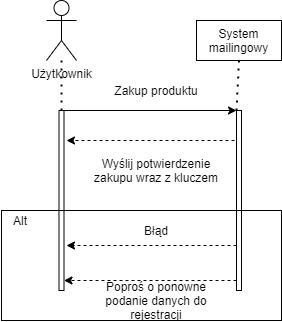 System
mailingowy
Użytkownik
Zakup produktu
Wyślij potwierdzenie
zakupu wraz z kluczem
Alt
Błąd
Poproś o ponowne
podanie danych do
rejestracji